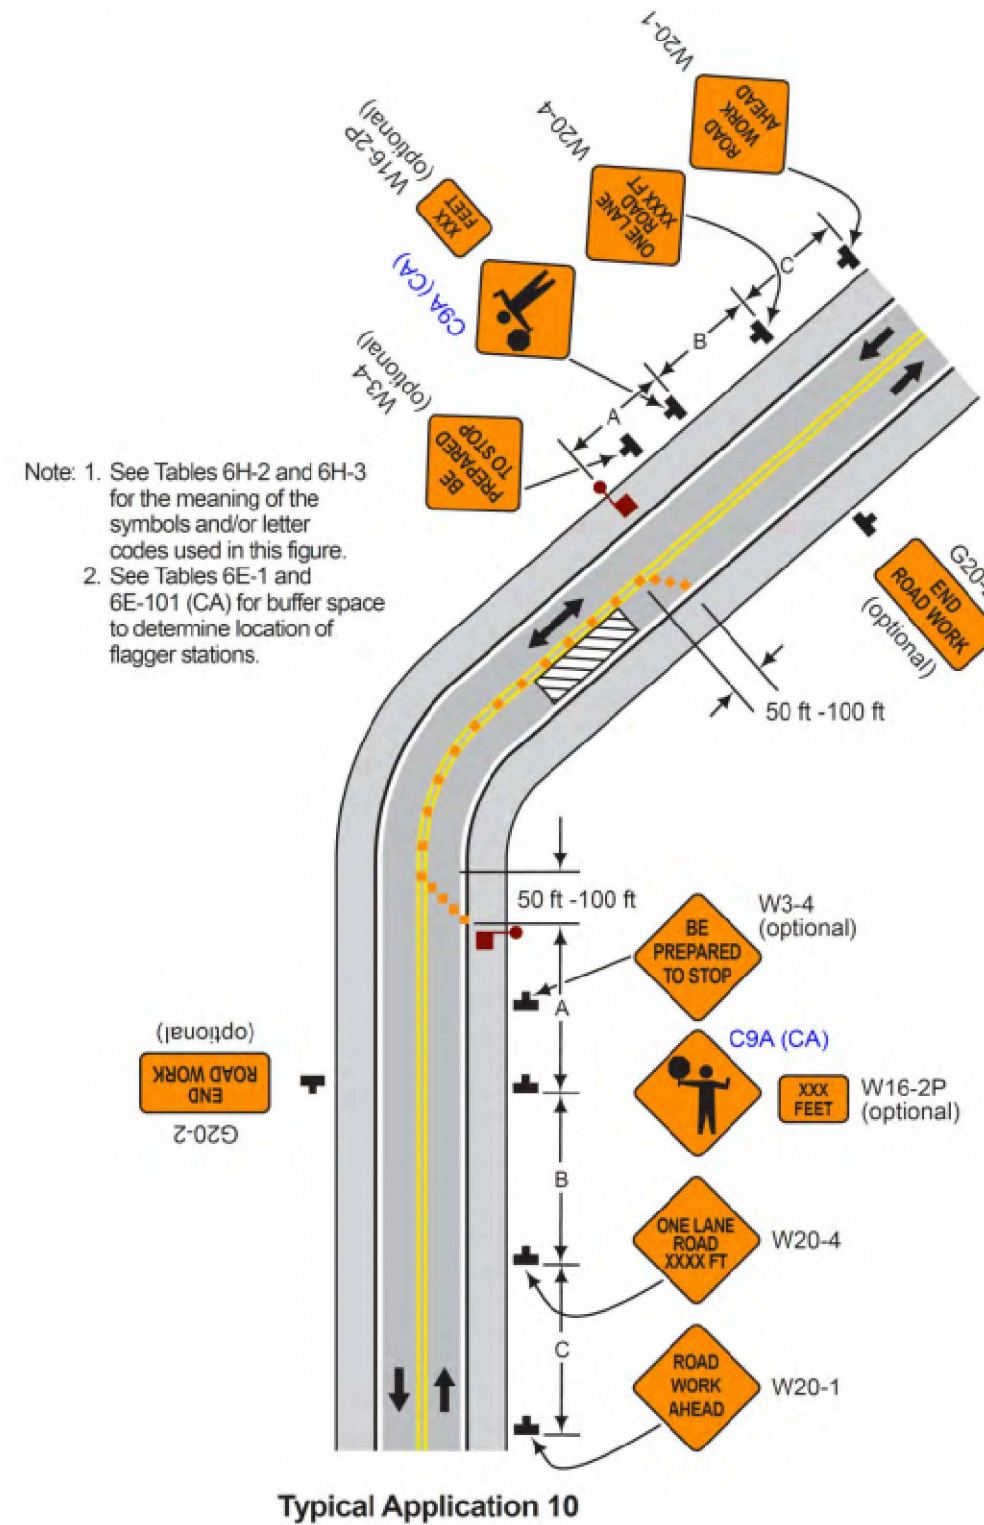 W20-1
ROAD
WORK
AHEAD
W20-4
ONE LANE
ROAD
XXXX FT
W16-2P
(optional)
XXX
FEET
C9A (CA)
W3-4
(optional)
BE
PREPARED
TO STOP
C
B
A
Note: 1. See Tables 6H-2 and 6H-3
for the meaning of the
symbols and/or letter
codes used in this figure.
2. See Tables 6E-1 and
6E-101 (CA) for buffer space
to determine location of
flagger stations.
END
ROAD WORK
(optional)
50 ft -100 ft
50 ft -100 ft
A
W3-4
(optional)
BE
PREPARED
TO STOP
C9A (CA)
XXX
FEET
W16-2P
(optional)
G20-2
END
ROAD WORK
(optional)
B
ONE LANE
ROAD
XXXX FT
W20-4
C
ROAD
WORK
AHEAD
W20-1
Typical Application 10